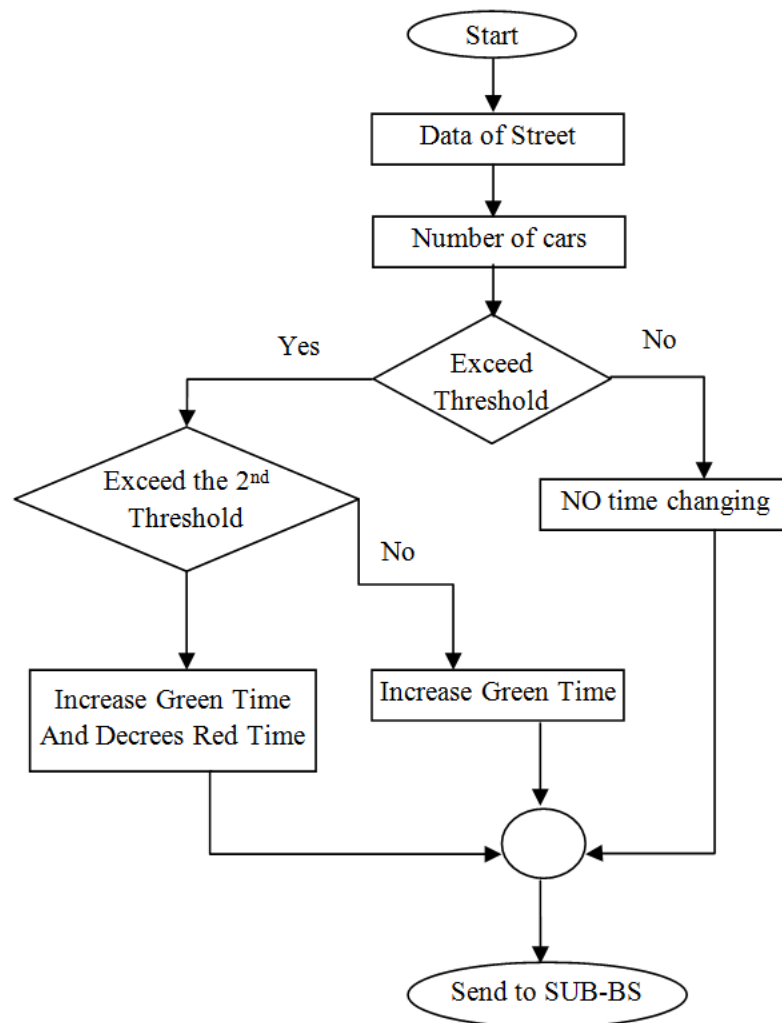 Start
Data of Street
Number of cars
Exceed
Threshold
Yes
No
Exceed the 2nd
Threshold
NO time changing
No
Increase Green Time
And Decrees Red Time
Increase Green Time
Send to SUB-BS